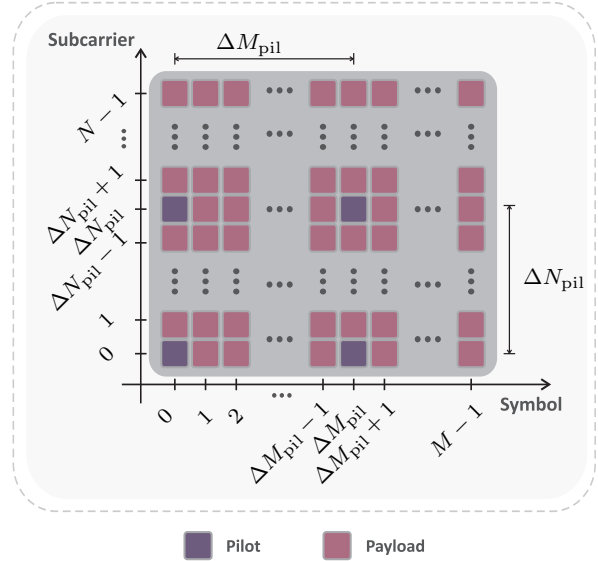 Subcarrier
ΔM_pil
N − 1
⋮
ΔN_pil + 1
ΔN_pil
ΔN_pil − 1
1
0
ΔN_pil
0
1
2
...
ΔM_pil − 1
ΔM_pil
ΔM_pil + 1
M − 1
Symbol
Pilot
Payload